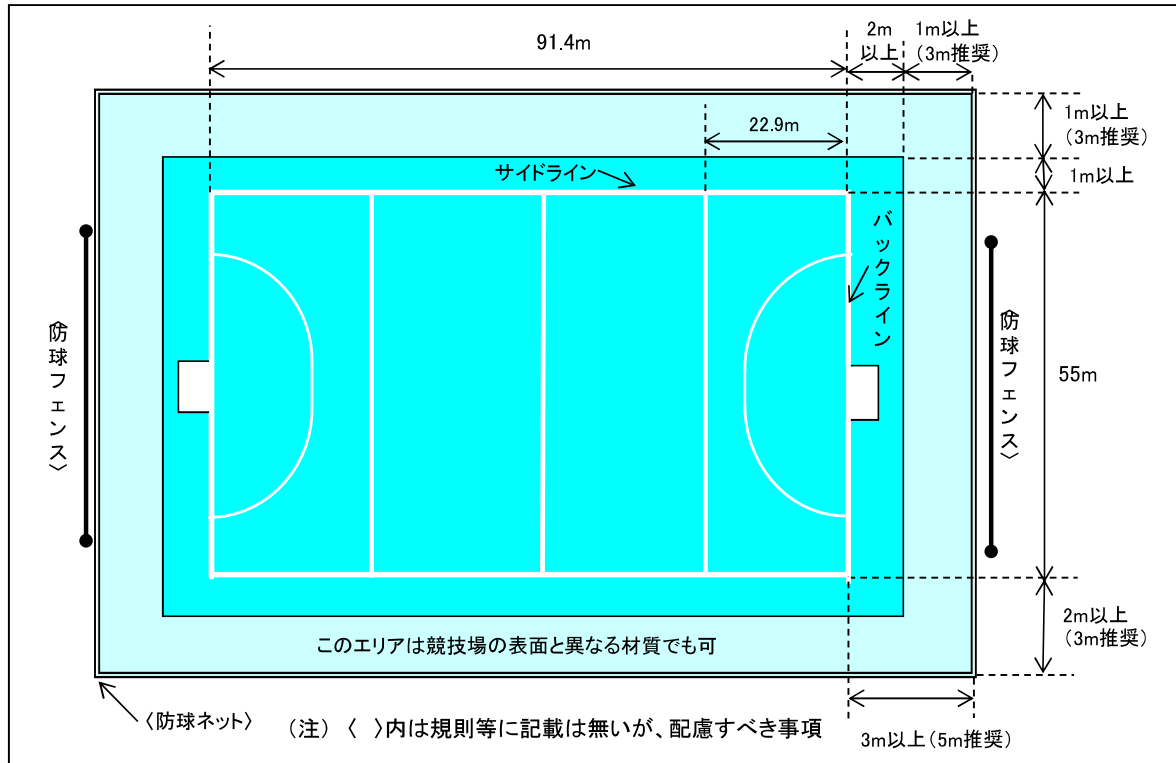 91.4m
2m
以上
1m以上
(3m推奨)
1m以上
(3m推奨)
22.9m
サイドライン
1m以上
バックライン
〈防球フェンス〉
〈防球フェンス〉
55m
2m以上
(3m推奨)
このエリアは競技場の表面と異なる材質でも可
〈防球ネット〉
(注) 〈 〉内は規則等に記載は無いが、配慮すべき事項
3m以上(5m推奨)